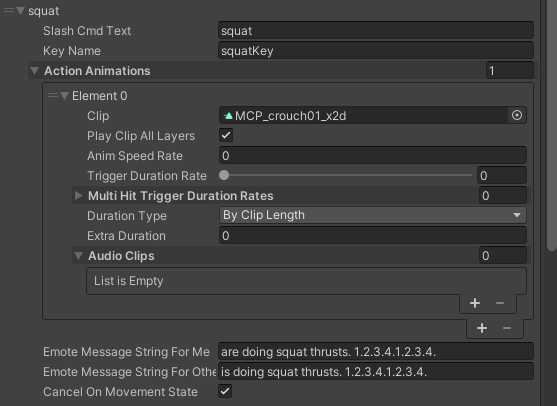 squat
Slash Cmd Text squat
Key Name squatKey
Action Animations 1
Element 0
Clip MCP_crouch01_x2d
Play Clip All Layers
Anim Speed Rate 0
Trigger Duration Rate 0
Multi Hit Trigger Duration Rates 0
Duration Type By Clip Length
Extra Duration 0
Audio Clips 0
List is Empty
+ −
+ −
Emote Message String For Me are doing squat thrusts. 1.2.3.4.1.2.3.4.
Emote Message String For Othe is doing squat thrusts. 1.2.3.4.1.2.3.4.
Cancel On Movement State